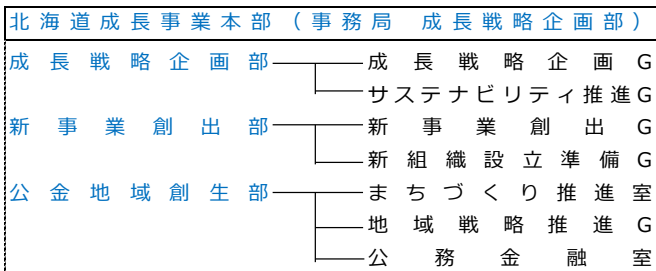 北海道成長事業本部（事務局　成長戦略企画部）
成長戦略企画部 成長戦略企画G
サステナビリティ推進G
新事業創出部 新事業創出G
新組織設立準備G
公金地域創生部 まちづくり推進室
地域戦略推進G
公務金融室